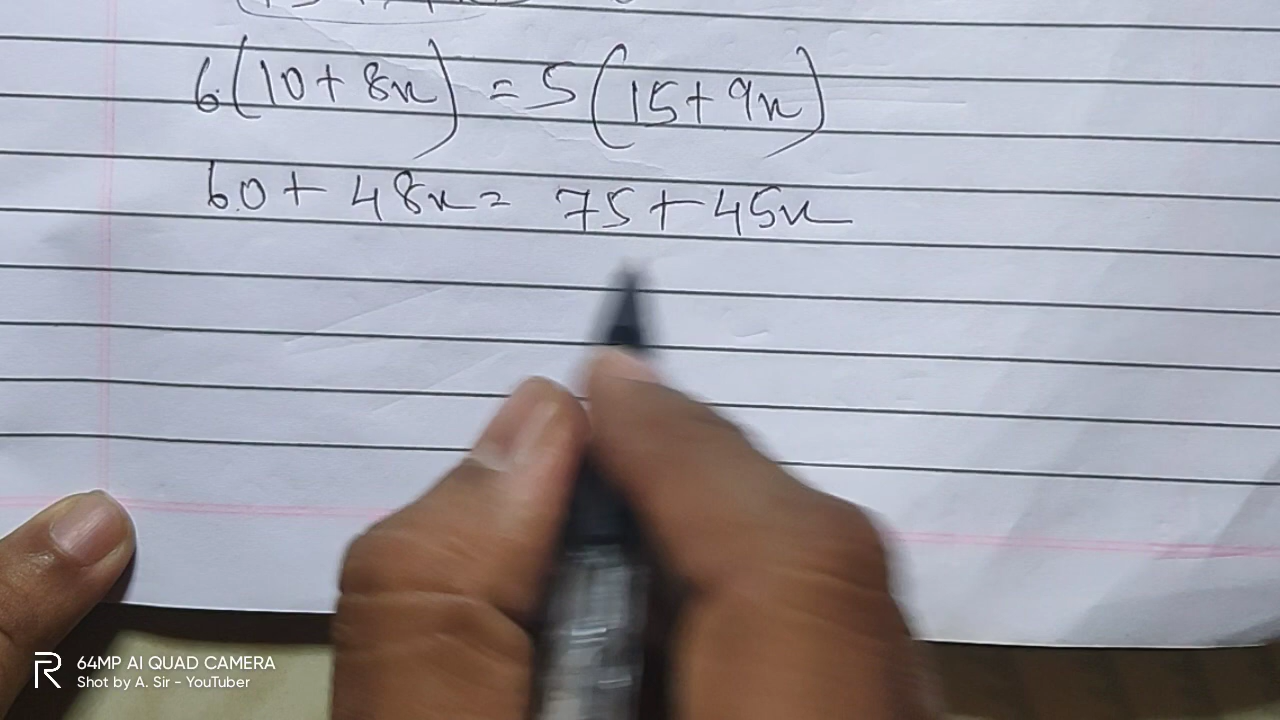 6(10+8x) = 5(15+9x)
60+48x= 75+45x
64MP AI QUAD CAMERA
Shot by A. Sir - YouTuber